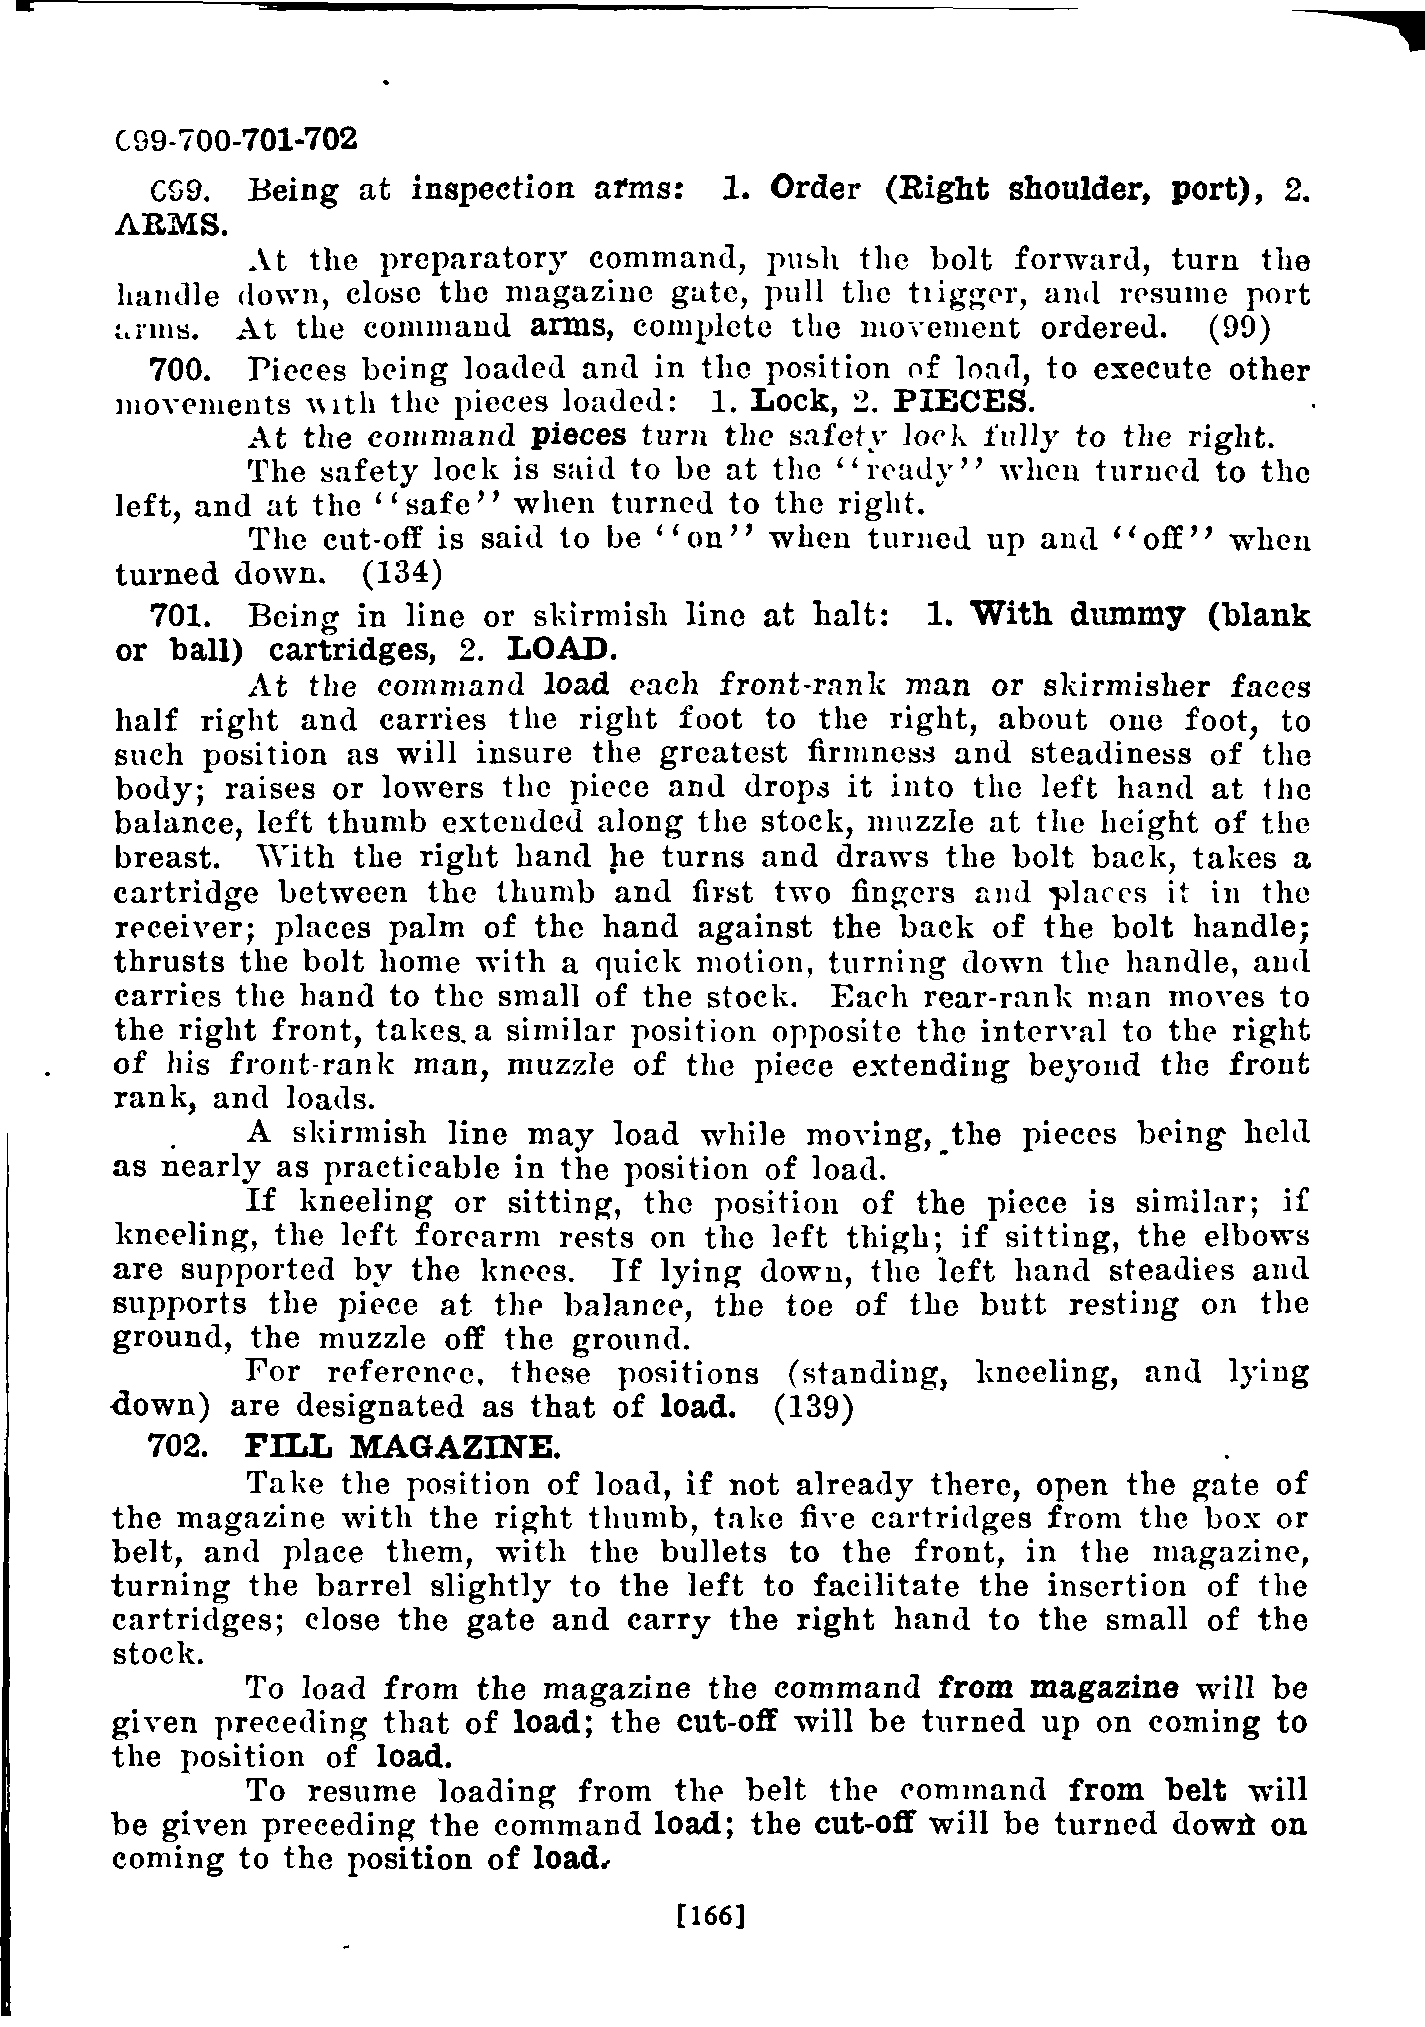 699-700-701-702
699. Being at inspection arms: 1. Order (Right shoulder, port), 2.
ARMS.
At the preparatory command, push the bolt forward, turn the
handle down, close the magazine gate, pull the trigger, and resume port
arms. At the command arms, complete the movement ordered. (99)
700. Pieces being loaded and in the position of load, to execute other
movements with the pieces loaded: 1. Lock, 2. PIECES.
At the command pieces turn the safety lock fully to the right.
The safety lock is said to be at the "ready" when turned to the
left, and at the "safe" when turned to the right.
The cut-off is said to be "on" when turned up and "off" when
turned down. (134)
701. Being in line or skirmish line at halt: 1. With dummy (blank
or ball) cartridges, 2. LOAD.
At the command load each front-rank man or skirmisher faces
half right and carries the right foot to the right, about one foot, to
such position as will insure the greatest firmness and steadiness of the
body; raises or lowers the piece and drops it into the left hand at the
balance, left thumb extended along the stock, muzzle at the height of the
breast. With the right hand he turns and draws the bolt back, takes a
cartridge between the thumb and first two fingers and places it in the
receiver; places palm of the hand against the back of the bolt handle;
thrusts the bolt home with a quick motion, turning down the handle, and
carries the hand to the small of the stock. Each rear-rank man moves to
the right front, takes a similar position opposite the interval to the right
of his front-rank man, muzzle of the piece extending beyond the front
rank, and loads.
A skirmish line may load while moving, the pieces being held
as nearly as practicable in the position of load.
If kneeling or sitting, the position of the piece is similar; if
kneeling, the left forearm rests on the left thigh; if sitting, the elbows
are supported by the knees. If lying down, the left hand steadies and
supports the piece at the balance, the toe of the butt resting on the
ground, the muzzle off the ground.
For reference, these positions (standing, kneeling, and lying
down) are designated as that of load. (139)
702. FILL MAGAZINE.
Take the position of load, if not already there, open the gate of
the magazine with the right thumb, take five cartridges from the box or
belt, and place them, with the bullets to the front, in the magazine,
turning the barrel slightly to the left to facilitate the insertion of the
cartridges; close the gate and carry the right hand to the small of the
stock.
To load from the magazine the command from magazine will be
given preceding that of load; the cut-off will be turned up on coming to
the position of load.
To resume loading from the belt the command from belt will
be given preceding the command load; the cut-off will be turned down on
coming to the position of load.
[166]